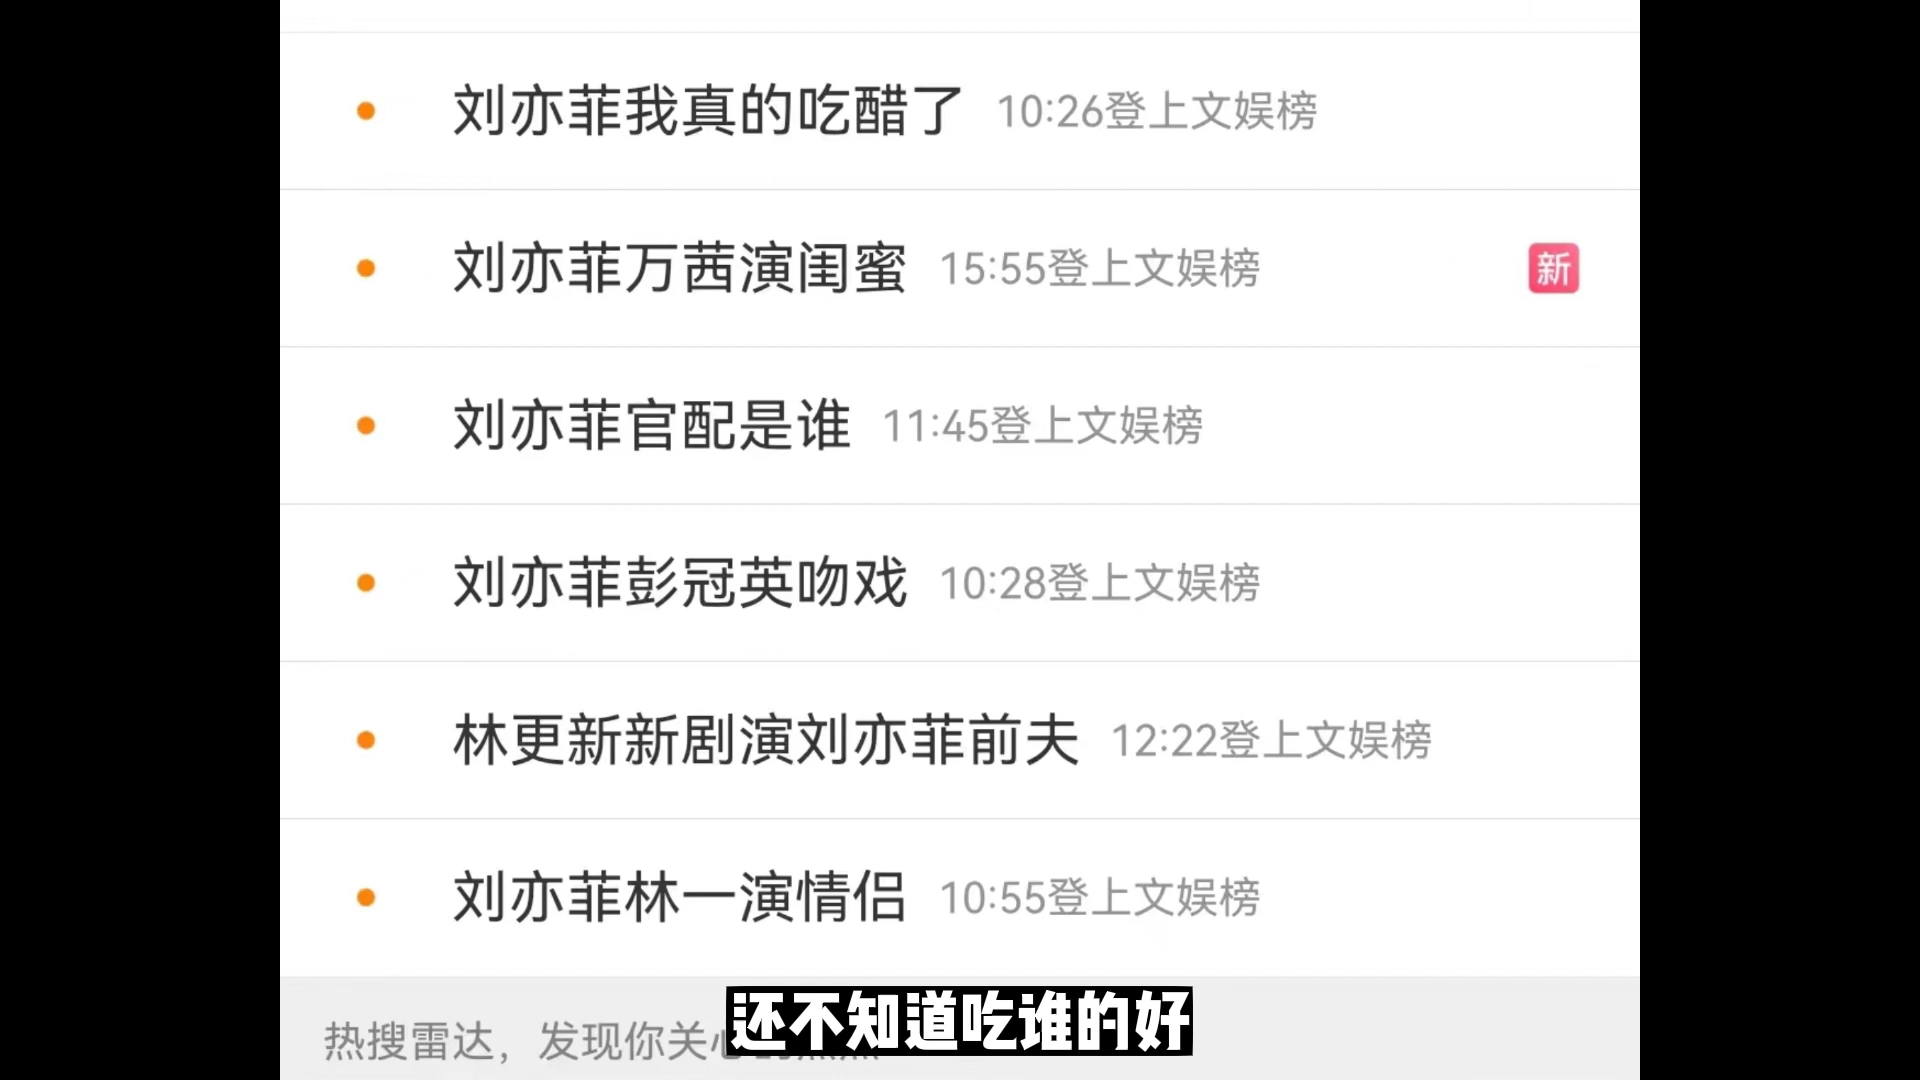 刘亦菲我真的吃醋了 10:26登上文娱榜
刘亦菲万茜演闺蜜 15:55登上文娱榜 新
刘亦菲官配是谁 11:45登上文娱榜
刘亦菲彭冠英吻戏 10:28登上文娱榜
林更新新剧演刘亦菲前夫 12:22登上文娱榜
刘亦菲林一演情侣 10:55登上文娱榜
热搜雷达，发现你关
还不知道吃谁的好